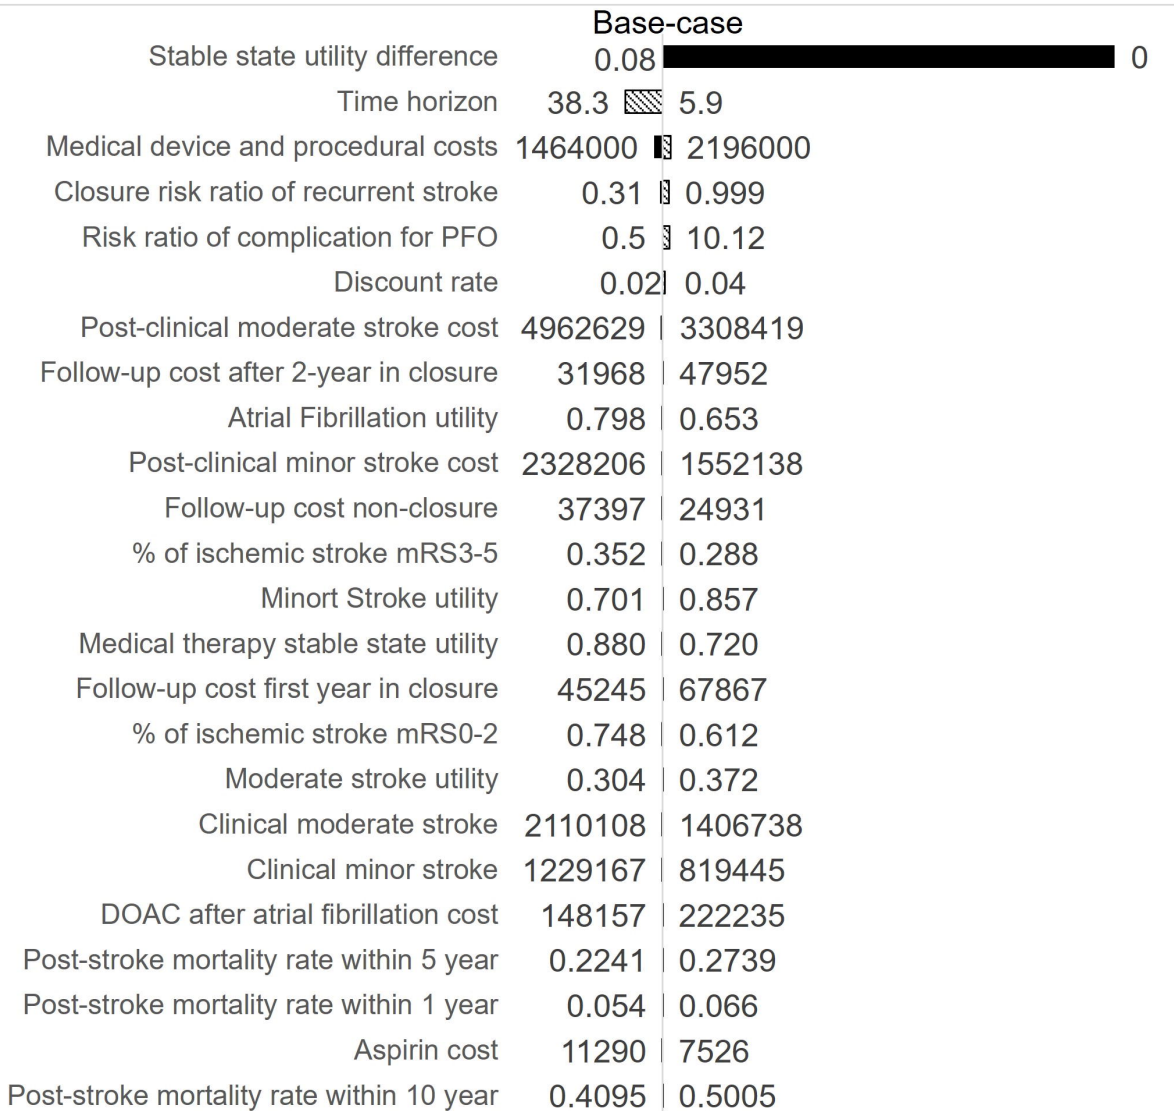 Base-case
Stable state utility difference 0.08 0
Time horizon 38.3 5.9
Medical device and procedural costs 1464000 2196000
Closure risk ratio of recurrent stroke 0.31 0.999
Risk ratio of complication for PFO 0.5 10.12
Discount rate 0.02 0.04
Post-clinical moderate stroke cost 4962629 3308419
Follow-up cost after 2-year in closure 31968 47952
Atrial Fibrillation utility 0.798 0.653
Post-clinical minor stroke cost 2328206 1552138
Follow-up cost non-closure 37397 24931
% of ischemic stroke mRS3-5 0.352 0.288
Minort Stroke utility 0.701 0.857
Medical therapy stable state utility 0.880 0.720
Follow-up cost first year in closure 45245 67867
% of ischemic stroke mRS0-2 0.748 0.612
Moderate stroke utility 0.304 0.372
Clinical moderate stroke 2110108 1406738
Clinical minor stroke 1229167 819445
DOAC after atrial fibrillation cost 148157 222235
Post-stroke mortality rate within 5 year 0.2241 0.2739
Post-stroke mortality rate within 1 year 0.054 0.066
Aspirin cost 11290 7526
Post-stroke mortality rate within 10 year 0.4095 0.5005